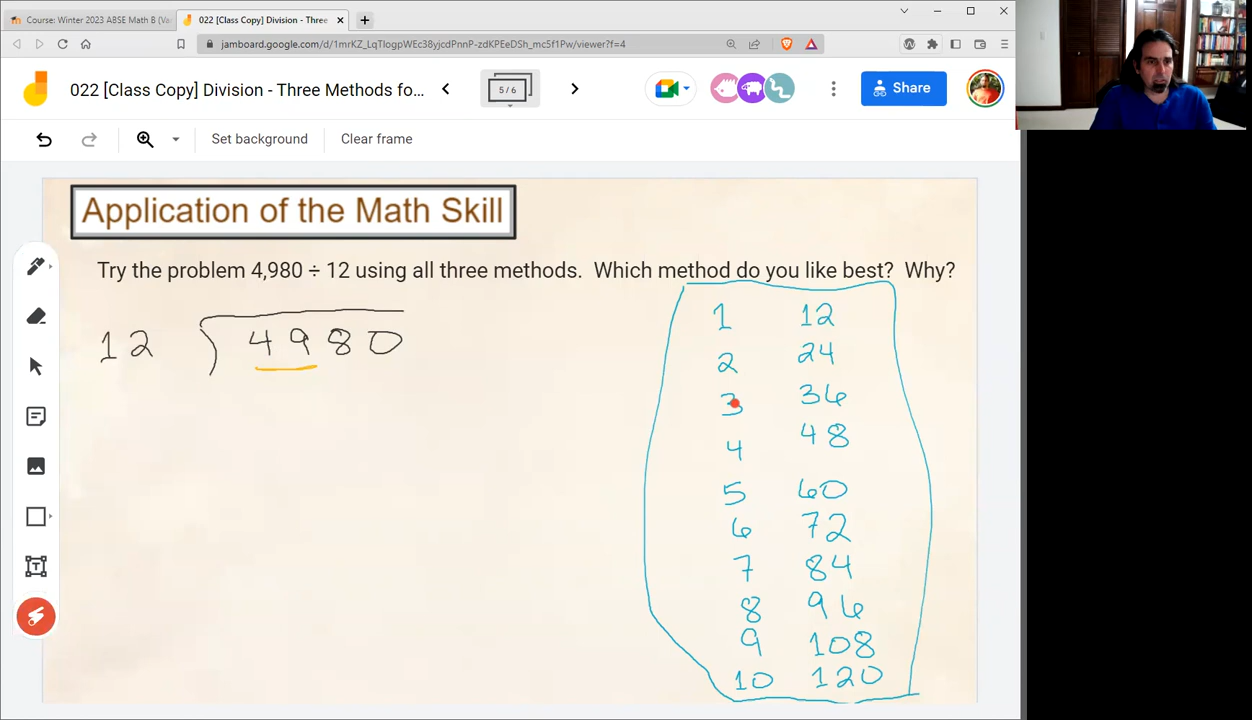 Course: Winter 2023 ABSE Math B (Va
022 [Class Copy] Division - Three
jamboard.google.com/d/1mrKZ_LqTlogpWEc38yjcdPnnP-zdKPEeDSh_mc5f1Pw/viewer?f=4
022 [Class Copy] Division - Three Methods fo...
5 / 6
Share
Set background
Clear frame
Application of the Math Skill
Try the problem 4,980 ÷ 12 using all three methods. Which method do you like best? Why?
12 4980
1 12
2 24
3 36
4 48
5 60
6 72
7 84
8 96
9 108
10 120